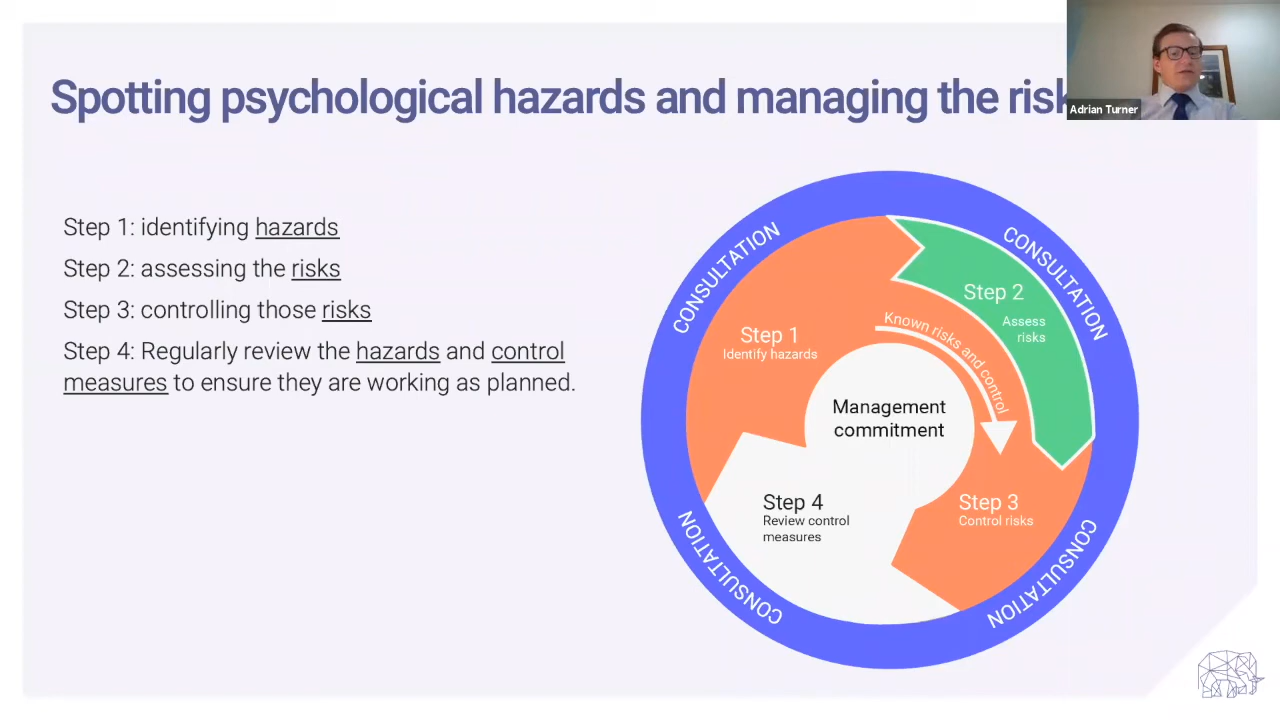 Spotting psychological hazards and managing the risk
Adrian Turner
Step 1: identifying hazards
Step 2: assessing the risks
Step 3: controlling those risks
Step 4: Regularly review the hazards and control
measures to ensure they are working as planned.
CONSULTATION
CONSULTATION
Step 1
Identify hazards
Step 2
Assess
risks
Known risks and control
Management
commitment
Step 4
Review control
measures
Step 3
Control risks
CONSULTATION
CONSULTATION